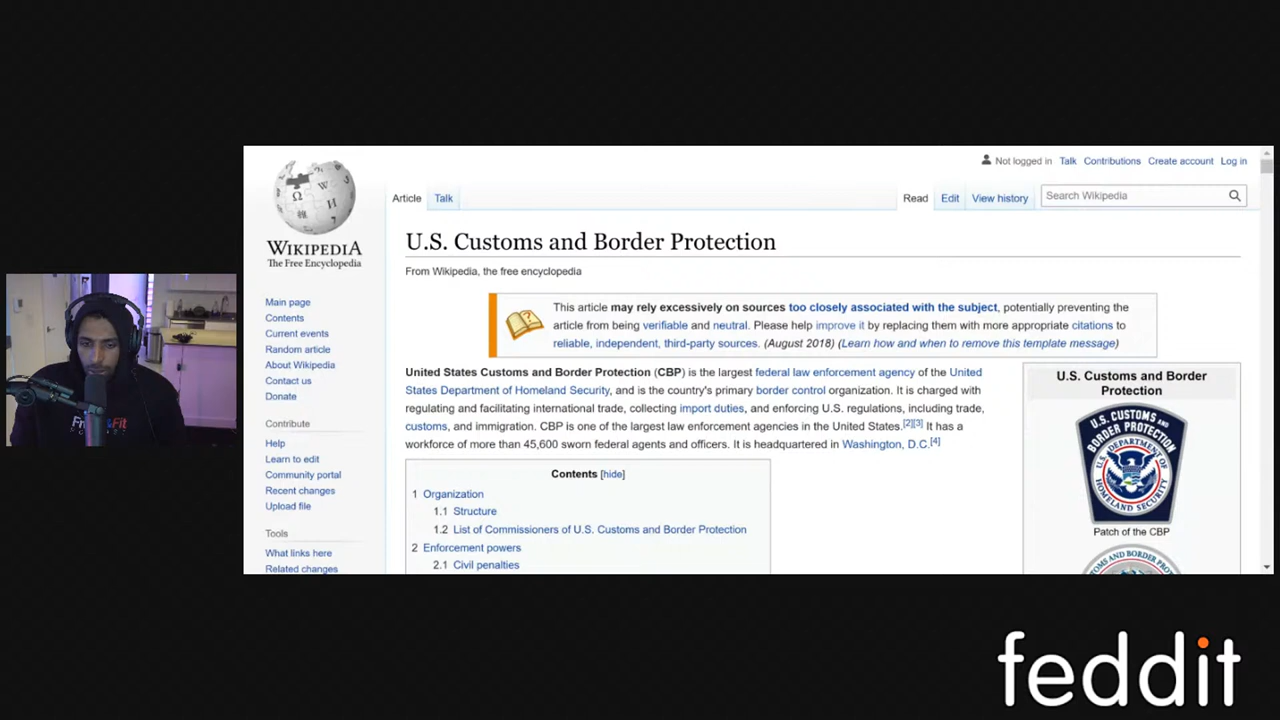 Not logged in Talk Contributions Create account Log in
Article Talk Read Edit View history Search Wikipedia
WIKIPEDIA
The Free Encyclopedia
Main page
Contents
Current events
Random article
About Wikipedia
Contact us
Donate
Contribute
Help
Learn to edit
Community portal
Recent changes
Upload file
Tools
What links here
Related changes
U.S. Customs and Border Protection
From Wikipedia, the free encyclopedia
This article may rely excessively on sources too closely associated with the subject, potentially preventing the
article from being verifiable and neutral. Please help improve it by replacing them with more appropriate citations to
reliable, independent, third-party sources. (August 2018) (Learn how and when to remove this template message)
United States Customs and Border Protection (CBP) is the largest federal law enforcement agency of the United
States Department of Homeland Security, and is the country's primary border control organization. It is charged with
regulating and facilitating international trade, collecting import duties, and enforcing U.S. regulations, including trade,
customs, and immigration. CBP is one of the largest law enforcement agencies in the United States.[2][3] It has a
workforce of more than 45,600 sworn federal agents and officers. It is headquartered in Washington, D.C.[4]
Contents [hide]
1 Organization
1.1 Structure
1.2 List of Commissioners of U.S. Customs and Border Protection
2 Enforcement powers
2.1 Civil penalties
U.S. Customs and Border
Protection
U.S. CUSTOMS AND
BORDER PROTECTION
U.S. DEPARTMENT OF
HOMELAND SECURITY
Patch of the CBP
feddit